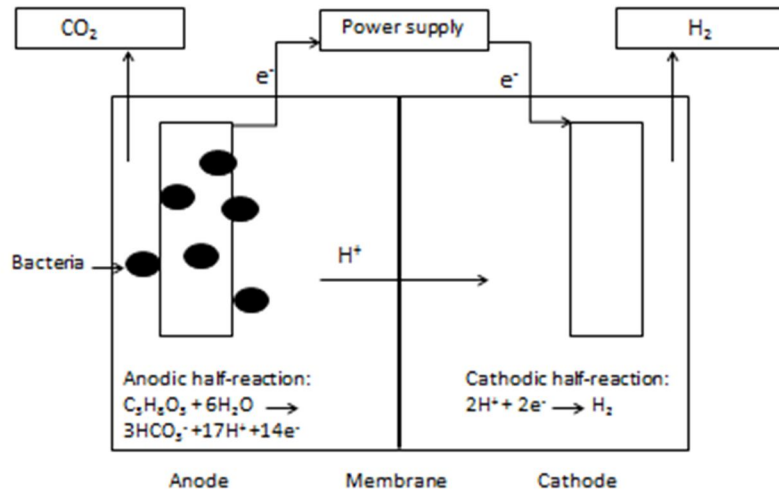 CO₂
Power supply
H₂
e⁻
e⁻
Bacteria
H⁺
Anodic half-reaction:
C₃H₈O₃ + 6H₂O ⟶
3HCO₃⁻+17H⁺+14e⁻
Cathodic half-reaction:
2H⁺ + 2e⁻ ⟶ H₂
Anode
Membrane
Cathode